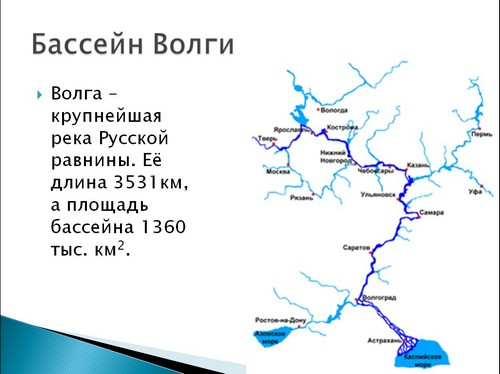 Бассейн Волги
Волга –
крупнейшая
река Русской
равнины. Её
длина 3531км,
а площадь
бассейна 1360
тыс. км².
Вологда
Ярославль
Кострома
Тверь
Пермь
Нижний
Новгород
Казань
Чебоксары
Москва
Рязань
Ульяновск
Уфа
Самара
Саратов
Волгоград
Ростов-на-Дону
Азовское
море
Астрахань
Каспийское
море